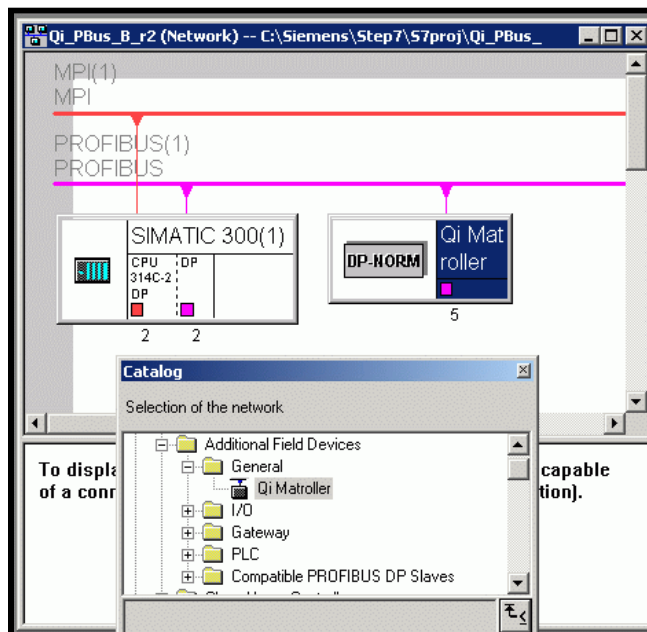 Qi_PBus_B_r2 (Network) -- C:\Siemens\Step7\S7proj\Qi_PBus_
MPI(1)
MPI
PROFIBUS(1)
PROFIBUS
SIMATIC 300(1)
CPU
314C-2
DP
DP
2
2
DP-NORM
Qi Mat
roller
5
Catalog
Selection of the network
Additional Field Devices
General
Qi Matroller
I/O
Gateway
PLC
Compatible PROFIBUS DP Slaves
To displa
capable
of a conn
tion).